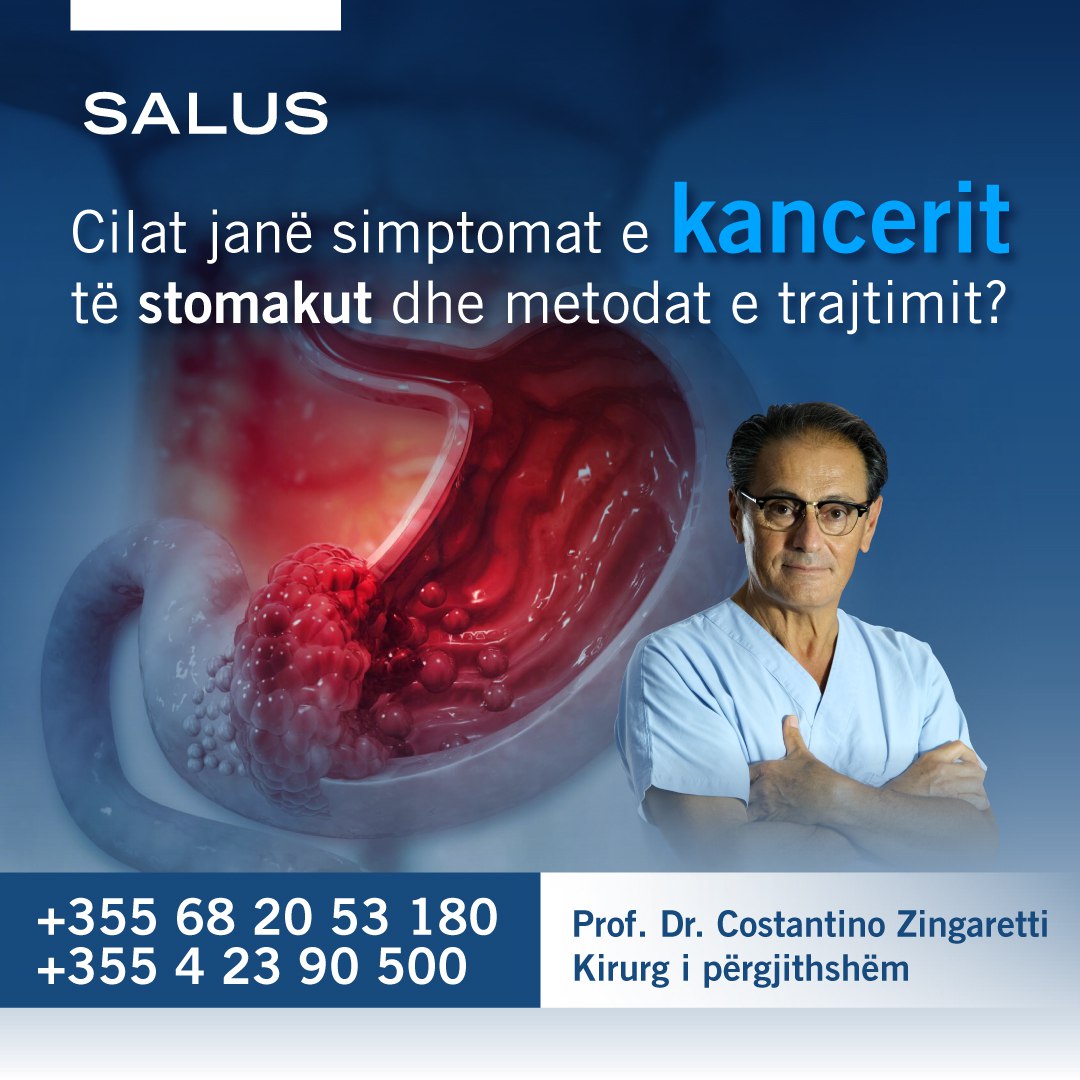 SALUS
Cilat janë simptomat e kancerit
të stomakut dhe metodat e trajtimit?
+355 68 20 53 180
+355 4 23 90 500
Prof. Dr. Costantino Zingaretti
Kirurg i përgjithshëm